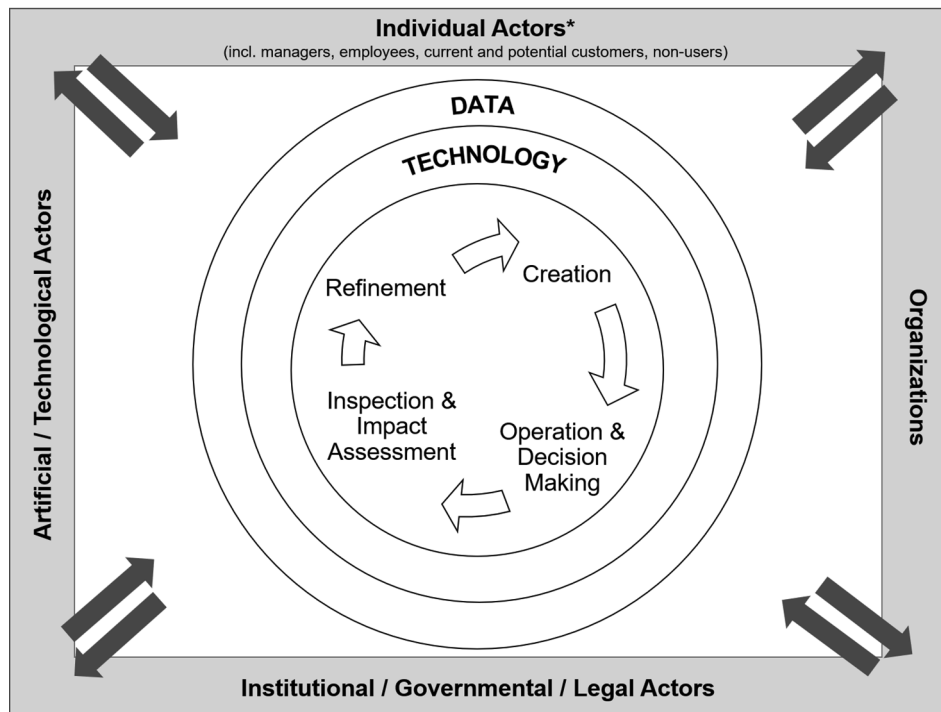 Individual Actors*
(incl. managers, employees, current and potential customers, non-users)
DATA
TECHNOLOGY
Refinement
Creation
Inspection &
Impact
Assessment
Operation &
Decision
Making
Artificial / Technological Actors
Organizations
Institutional / Governmental / Legal Actors